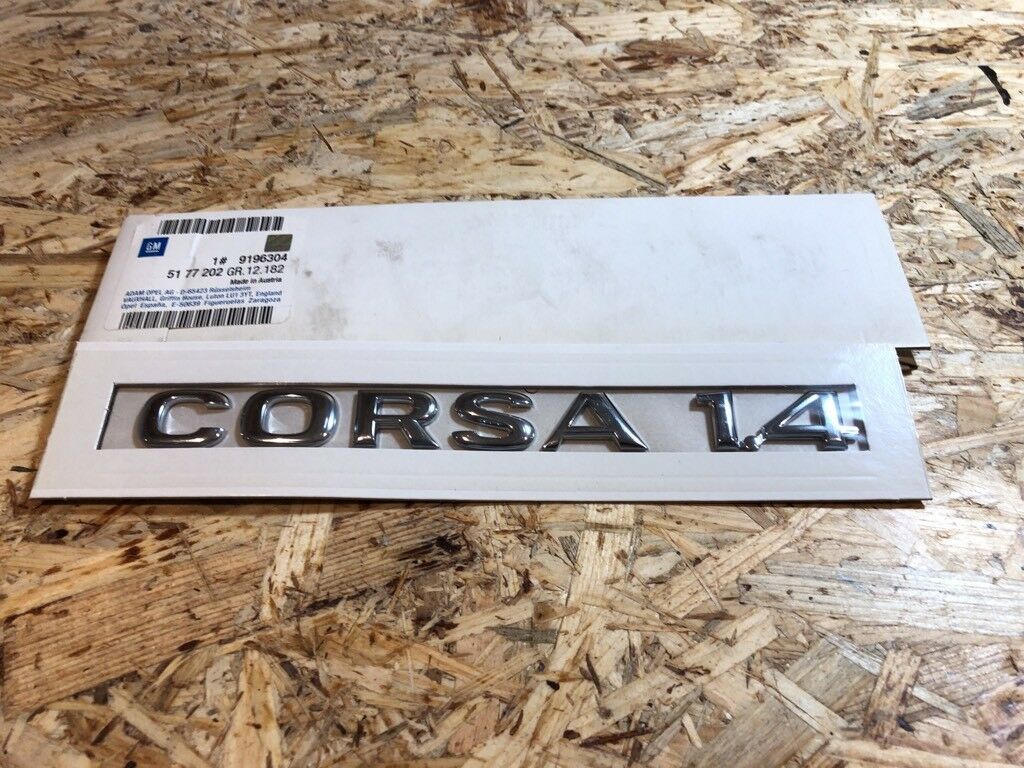 GM
1# 9196304
51 77 202 GR.12.182
Made in Austria
ADAM OPEL AG - D-65423 Rüsselsheim
VAUXHALL, Griffin House, Luton LU1 3YT, England
Opel España, E-50639 Figueruelas Zaragoza
CORSA 1.4